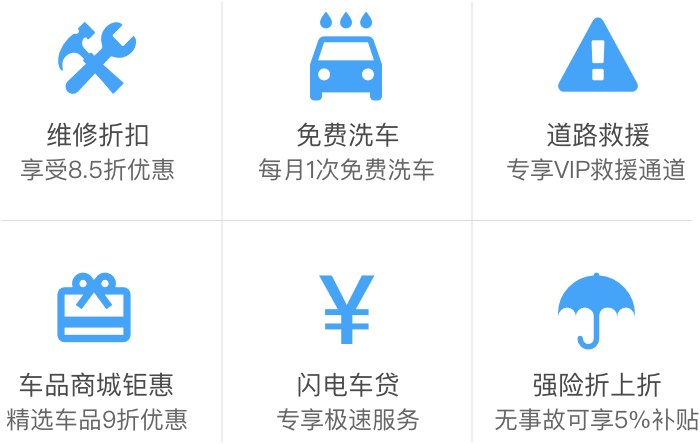 维修折扣
享受8.5折优惠
免费洗车
每月1次免费洗车
道路救援
专享VIP救援通道
车品商城钜惠
精选车品9折优惠
¥
闪电车贷
专享极速服务
强险折上折
无事故可享5%补贴